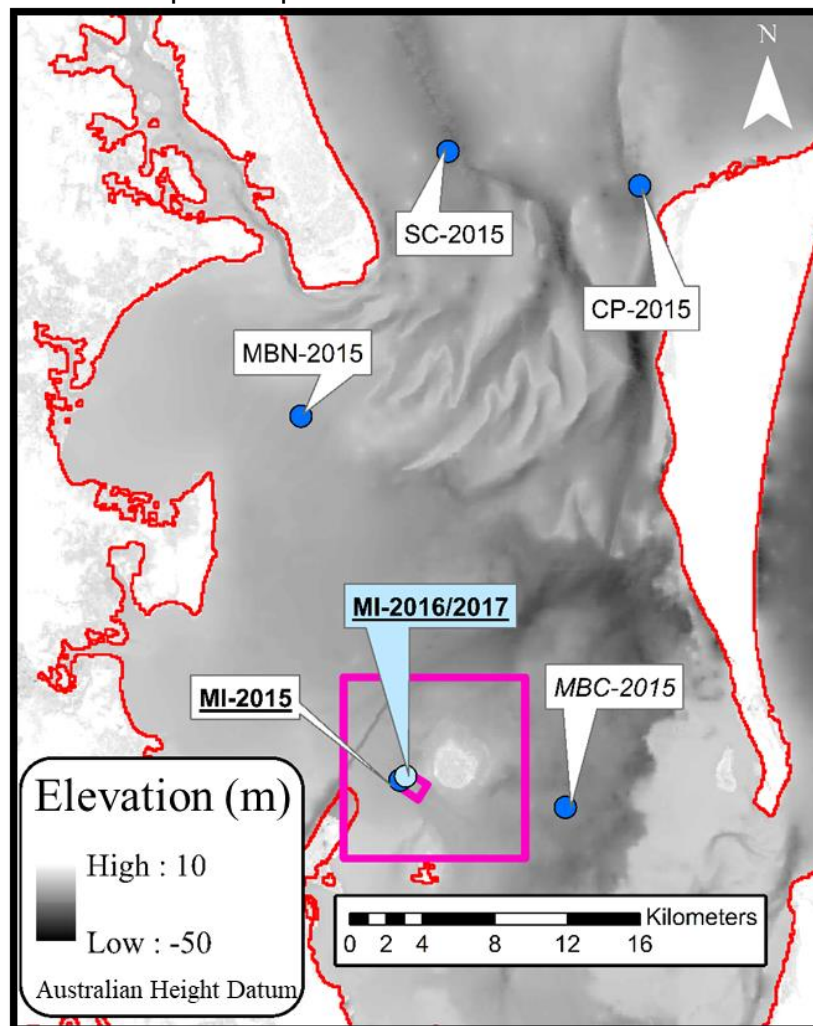 N
SC-2015
CP-2015
MBN-2015
MI-2016/2017
MI-2015
MBC-2015
Elevation (m)
High : 10
Low : -50
Australian Height Datum
Kilometers
0 2 4 8 12 16